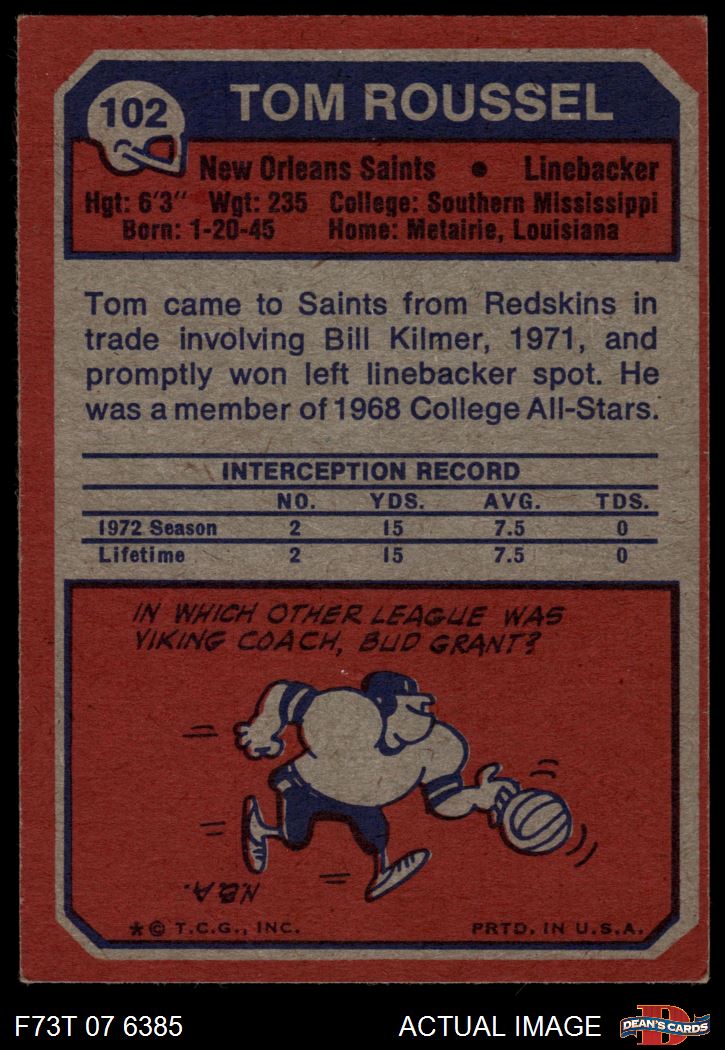 102
TOM ROUSSEL
New Orleans Saints • Linebacker
Hgt: 6'3" Wgt: 235 College: Southern Mississippi
Born: 1-20-45 Home: Metairie, Louisiana
Tom came to Saints from Redskins in
trade involving Bill Kilmer, 1971, and
promptly won left linebacker spot. He
was a member of 1968 College All-Stars.
INTERCEPTION RECORD
NO. YDS. AVG. TDS.
1972 Season 2 15 7.5 0
Lifetime 2 15 7.5 0
IN WHICH OTHER LEAGUE WAS
VIKING COACH, BUD GRANT?
N.B.A.
* © T.C.G., INC. PRTD. IN U.S.A.
F73T 07 6385 ACTUAL IMAGE
D
DEAN'S CARDS